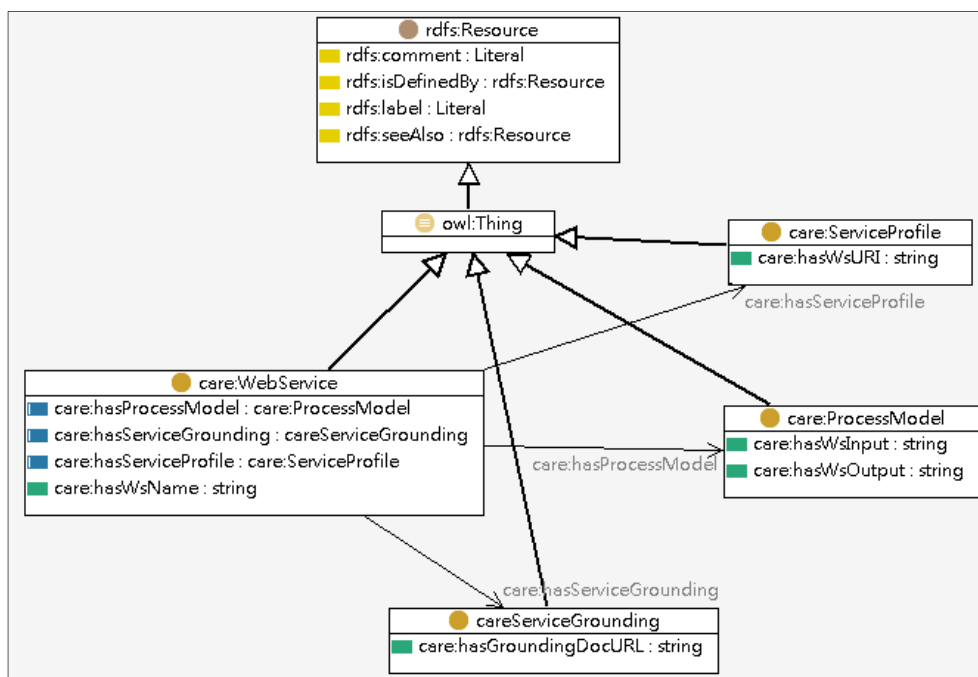 rdfs:Resource
rdfs:comment : Literal
rdfs:isDefinedBy : rdfs:Resource
rdfs:label : Literal
rdfs:seeAlso : rdfs:Resource
owl:Thing
care:ServiceProfile
care:hasWsURI : string
care:hasServiceProfile
care:WebService
care:hasProcessModel : care:ProcessModel
care:hasServiceGrounding : careServiceGrounding
care:hasServiceProfile : care:ServiceProfile
care:hasWsName : string
care:hasProcessModel
care:ProcessModel
care:hasWsInput : string
care:hasWsOutput : string
care:hasServiceGrounding
careServiceGrounding
care:hasGroundingDocURL : string